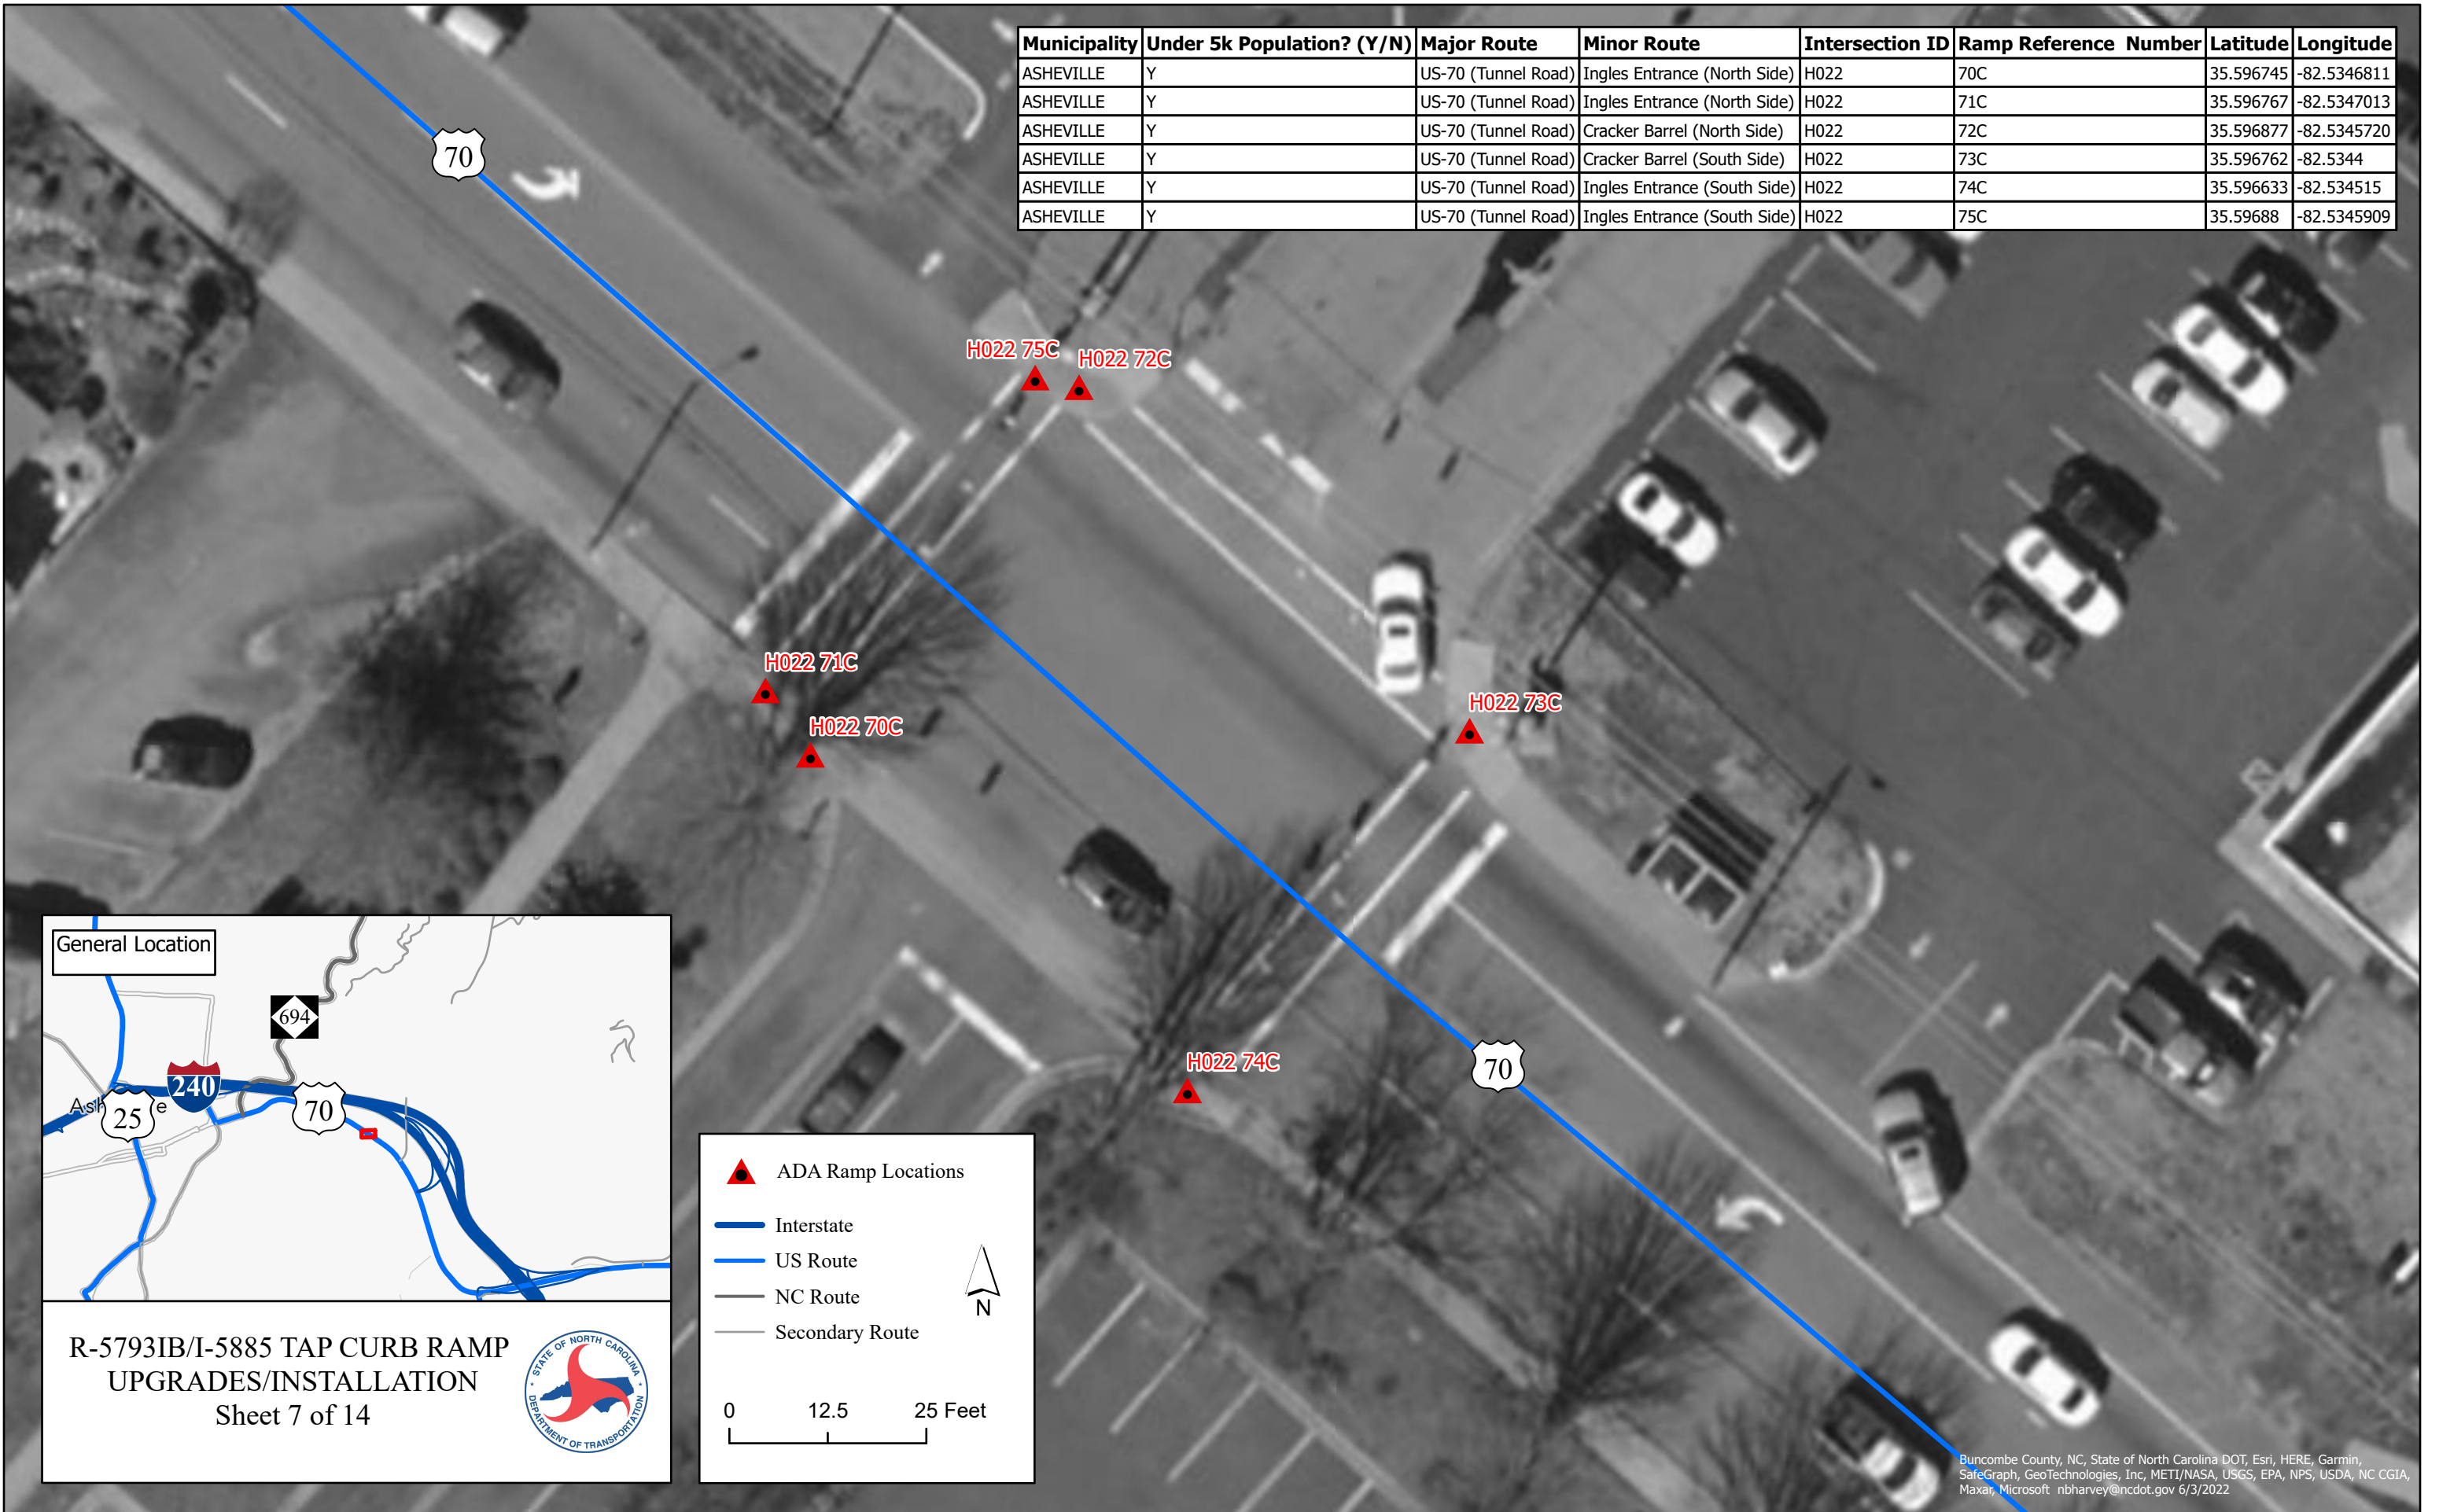 Municipality Under 5k Population? (Y/N) Major Route Minor Route Intersection ID Ramp Reference Number Latitude Longitude
ASHEVILLE Y US-70 (Tunnel Road) Ingles Entrance (North Side) H022 70C 35.596745 -82.5346811
ASHEVILLE Y US-70 (Tunnel Road) Ingles Entrance (North Side) H022 71C 35.596767 -82.5347013
ASHEVILLE Y US-70 (Tunnel Road) Cracker Barrel (North Side) H022 72C 35.596877 -82.5345720
ASHEVILLE Y US-70 (Tunnel Road) Cracker Barrel (South Side) H022 73C 35.596762 -82.5344
ASHEVILLE Y US-70 (Tunnel Road) Ingles Entrance (South Side) H022 74C 35.596633 -82.534515
ASHEVILLE Y US-70 (Tunnel Road) Ingles Entrance (South Side) H022 75C 35.59688 -82.5345909
70
H022 75C
H022 72C
H022 71C
H022 70C
H022 73C
H022 74C
70
General Location
694
240
25
70
R-5793IB/I-5885 TAP CURB RAMP
UPGRADES/INSTALLATION
Sheet 7 of 14
STATE OF NORTH CAROLINA
DEPARTMENT OF TRANSPORTATION
ADA Ramp Locations
Interstate
US Route
NC Route
Secondary Route
N
0 12.5 25 Feet
Buncombe County, NC, State of North Carolina DOT, Esri, HERE, Garmin,
SafeGraph, GeoTechnologies, Inc, METI/NASA, USGS, EPA, NPS, USDA, NC CGIA,
Maxar, Microsoft nbharvey@ncdot.gov 6/3/2022